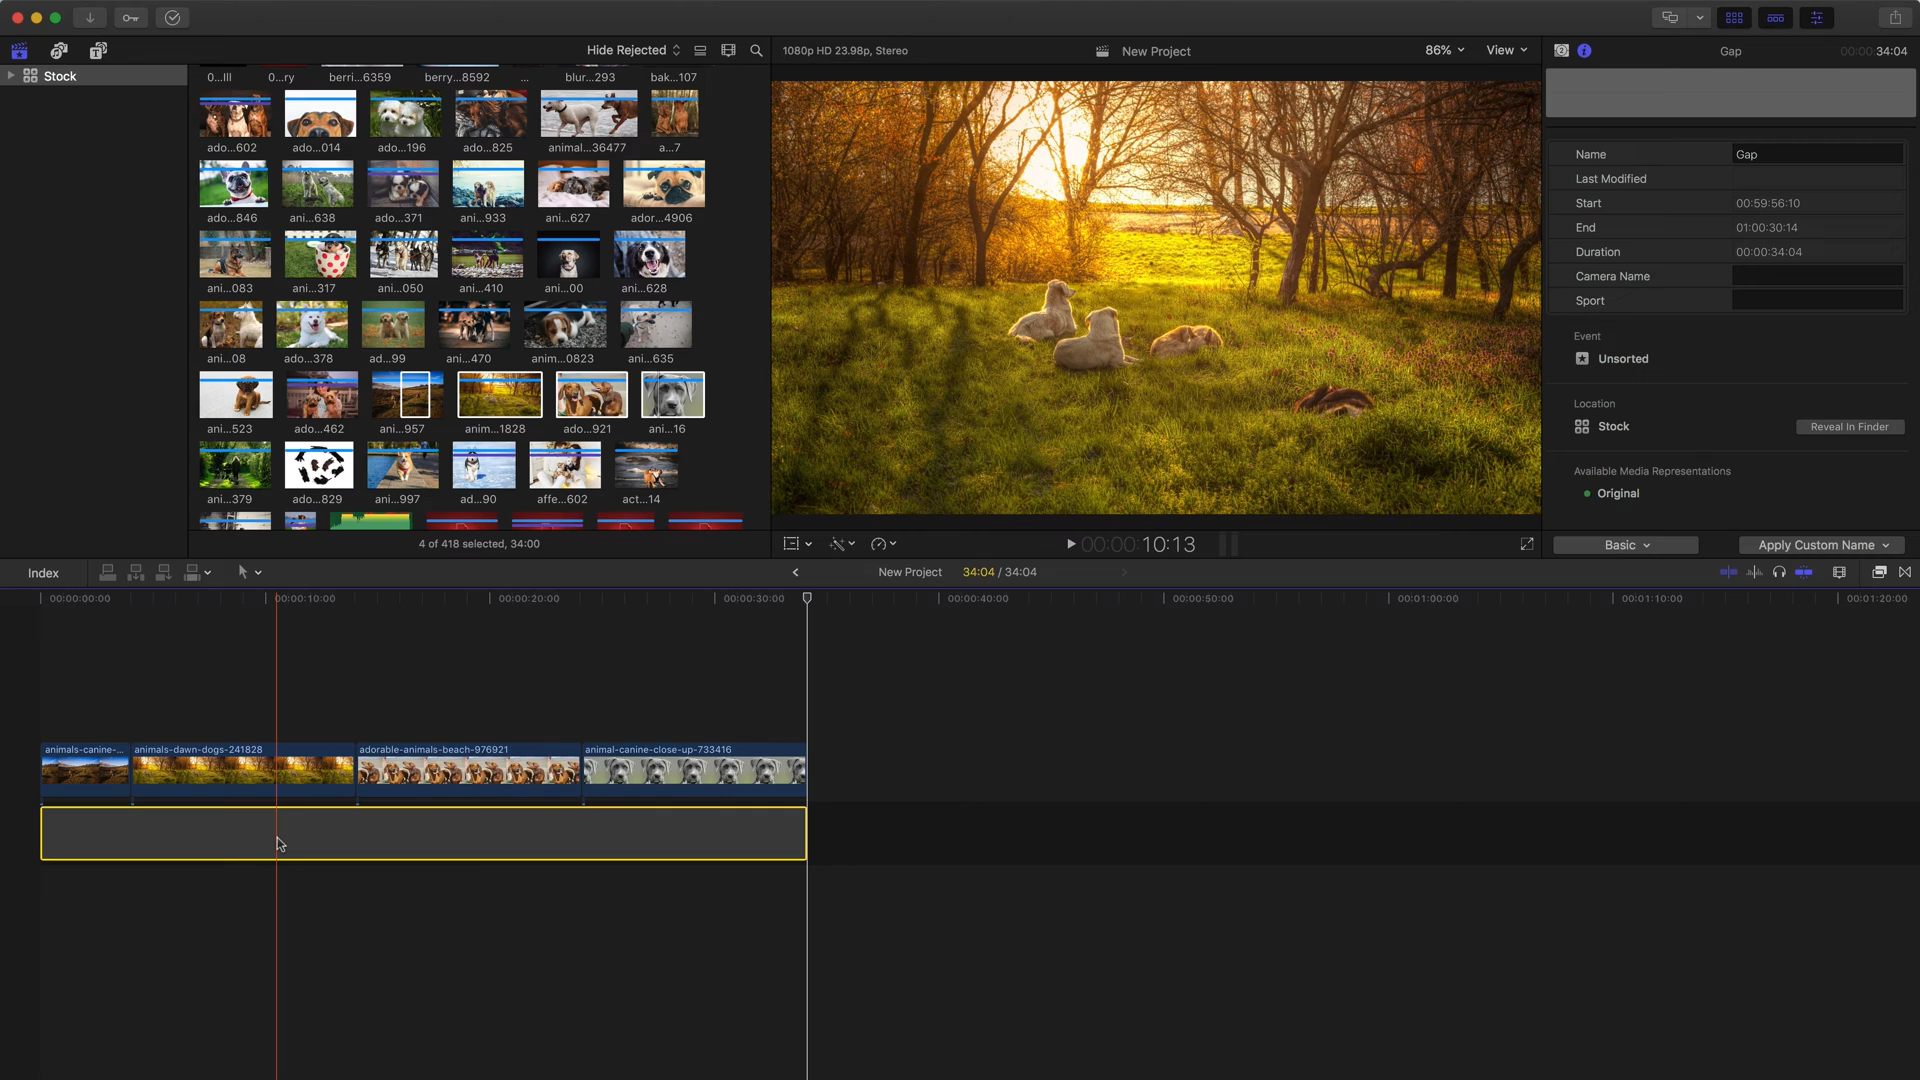 Hide Rejected
1080p HD 23.98p, Stereo
New Project
86%
View
Gap
00:00:34:04
Stock
0...lll
0...ry
berri...6359
berry...8592
...
blur...293
bak...107
ado...602
ado...014
ado...196
ado...825
animal...36477
a...7
ado...846
ani...638
ado...371
ani...933
ani...627
ador...4906
ani...083
ani...317
ani...050
ani...410
ani...00
ani...628
ani...08
ado...378
ad...99
ani...470
anim...0823
ani...635
ani...523
ado...462
ani...957
anim...1828
ado...921
ani...16
ani...379
ado...829
ani...997
ad...90
affe...602
act...14
4 of 418 selected, 34:00
00:00:10:13
Name
Gap
Last Modified
Start
00:59:56:10
End
01:00:30:14
Duration
00:00:34:04
Camera Name
Sport
Event
Unsorted
Location
Stock
Reveal In Finder
Available Media Representations
Original
Basic
Apply Custom Name
Index
New Project
34:04 / 34:04
00:00:00:00
00:00:10:00
00:00:20:00
00:00:30:00
00:00:40:00
00:00:50:00
00:01:00:00
00:01:10:00
00:01:20:00
animals-canine-...
animals-dawn-dogs-241828
adorable-animals-beach-976921
animal-canine-close-up-733416